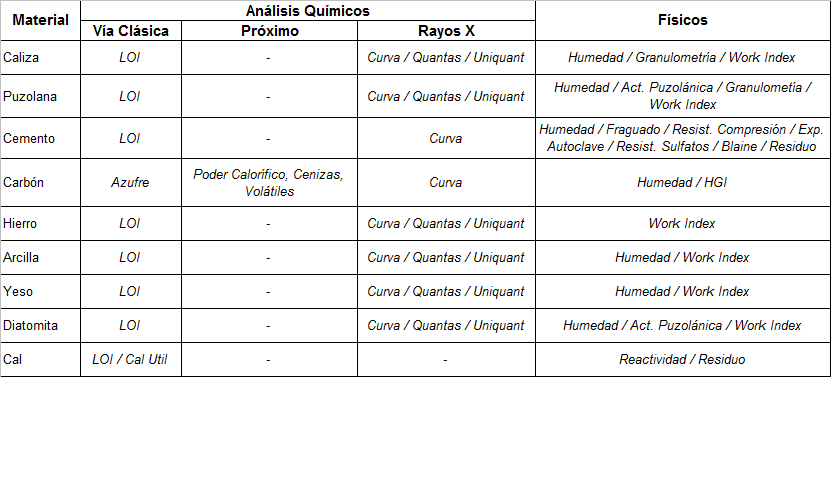 Material Análisis Químicos Físicos
Vía Clásica Próximo Rayos X
Caliza LOI - Curva / Quantas / Uniquant Humedad / Granulometría / Work Index
Puzolana LOI - Curva / Quantas / Uniquant Humedad / Act. Puzolánica / Granulometía /
Work Index
Cemento LOI - Curva Humedad / Fraguado / Resist. Compresión / Exp.
Autoclave / Resist. Sulfatos / Blaine / Residuo
Carbón Azufre Poder Calorífico, Cenizas,
Volátiles Curva Humedad / HGI
Hierro LOI - Curva / Quantas / Uniquant Work Index
Arcilla LOI - Curva / Quantas / Uniquant Humedad / Work Index
Yeso LOI - Curva / Quantas / Uniquant Humedad / Work Index
Diatomita LOI - Curva / Quantas / Uniquant Humedad / Act. Puzolánica / Work Index
Cal LOI / Cal Util - - Reactividad / Residuo